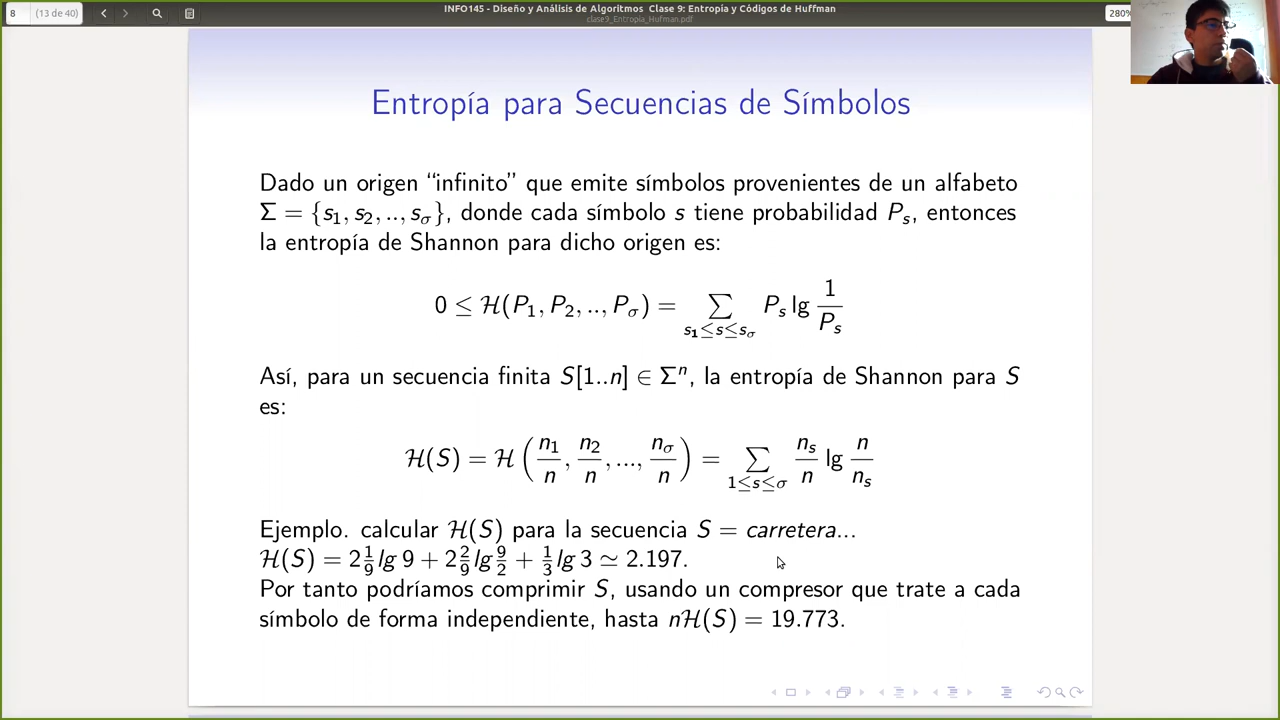 8 (13 de 40)
INFO145 - Diseño y Análisis de Algoritmos Clase 9: Entropía y Códigos de Huffman
clase9_Entropía_Hufman.pdf
280%
Entropía para Secuencias de Símbolos
Dado un origen “infinito” que emite símbolos provenientes de un alfabeto
Σ = {s₁, s₂, .., s_σ}, donde cada símbolo s tiene probabilidad P_s, entonces
la entropía de Shannon para dicho origen es:
0 ≤ ℋ(P₁, P₂, .., P_σ) = ∑_{s₁≤s≤s_σ} P_s lg 1/P_s
Así, para un secuencia finita S[1..n] ∈ Σⁿ, la entropía de Shannon para S
es:
ℋ(S) = ℋ(n₁/n, n₂/n, ..., n_σ/n) = ∑_{1≤s≤σ} n_s/n lg n/n_s
Ejemplo. calcular ℋ(S) para la secuencia S = carretera...
ℋ(S) = 2 1/9 lg 9 + 2 2/9 lg 9/2 + 1/3 lg 3 ≃ 2.197.
Por tanto podríamos comprimir S, usando un compresor que trate a cada
símbolo de forma independiente, hasta nℋ(S) = 19.773.